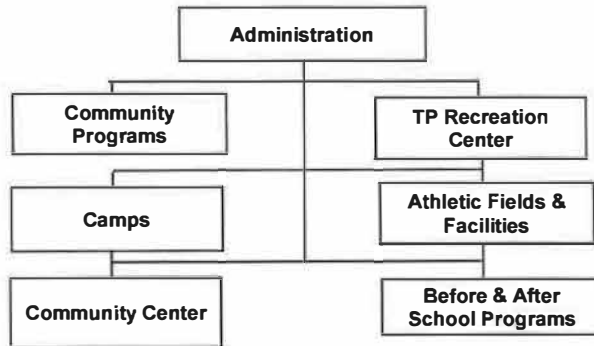 Administration
Community
Programs
TP Recreation
Center
Camps
Athletic Fields &
Facilities
Community Center
Before & After
School Programs